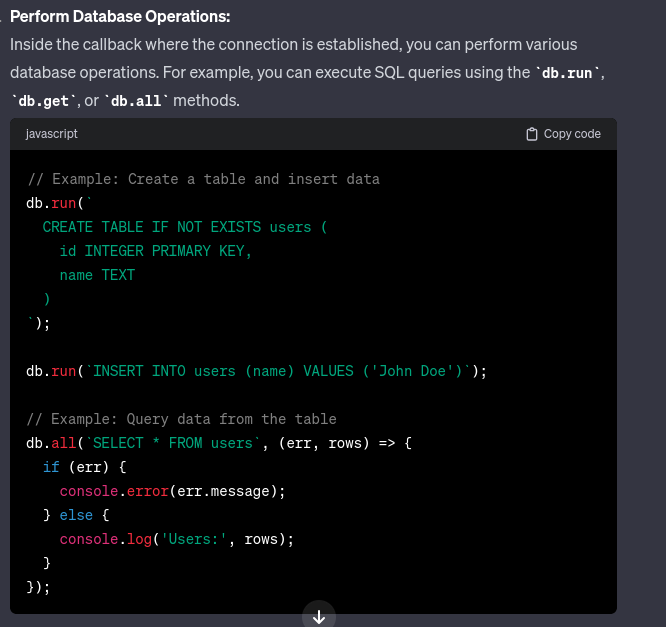 Perform Database Operations:
Inside the callback where the connection is established, you can perform various
database operations. For example, you can execute SQL queries using the `db.run`,
`db.get`, or `db.all` methods.
javascript
Copy code
// Example: Create a table and insert data
db.run(`
  CREATE TABLE IF NOT EXISTS users (
    id INTEGER PRIMARY KEY,
    name TEXT
  )
`);
db.run(`INSERT INTO users (name) VALUES ('John Doe')`);
// Example: Query data from the table
db.all(`SELECT * FROM users`, (err, rows) => {
  if (err) {
    console.error(err.message);
  } else {
    console.log('Users:', rows);
  }
});